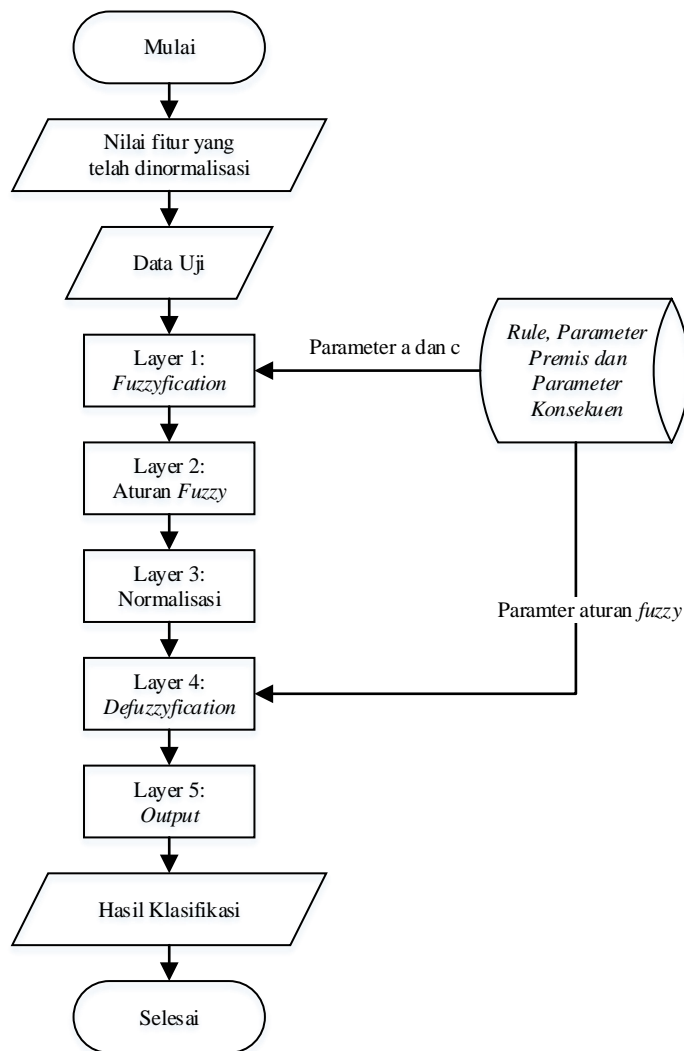 Mulai
Nilai fitur yang
telah dinormalisasi
Data Uji
Layer 1:
Fuzzyfication
Parameter a dan c
Rule, Parameter
Premis dan
Parameter
Konsekuen
Layer 2:
Aturan Fuzzy
Layer 3:
Normalisasi
Paramter aturan fuzzy
Layer 4:
Defuzzyfication
Layer 5:
Output
Hasil Klasifikasi
Selesai